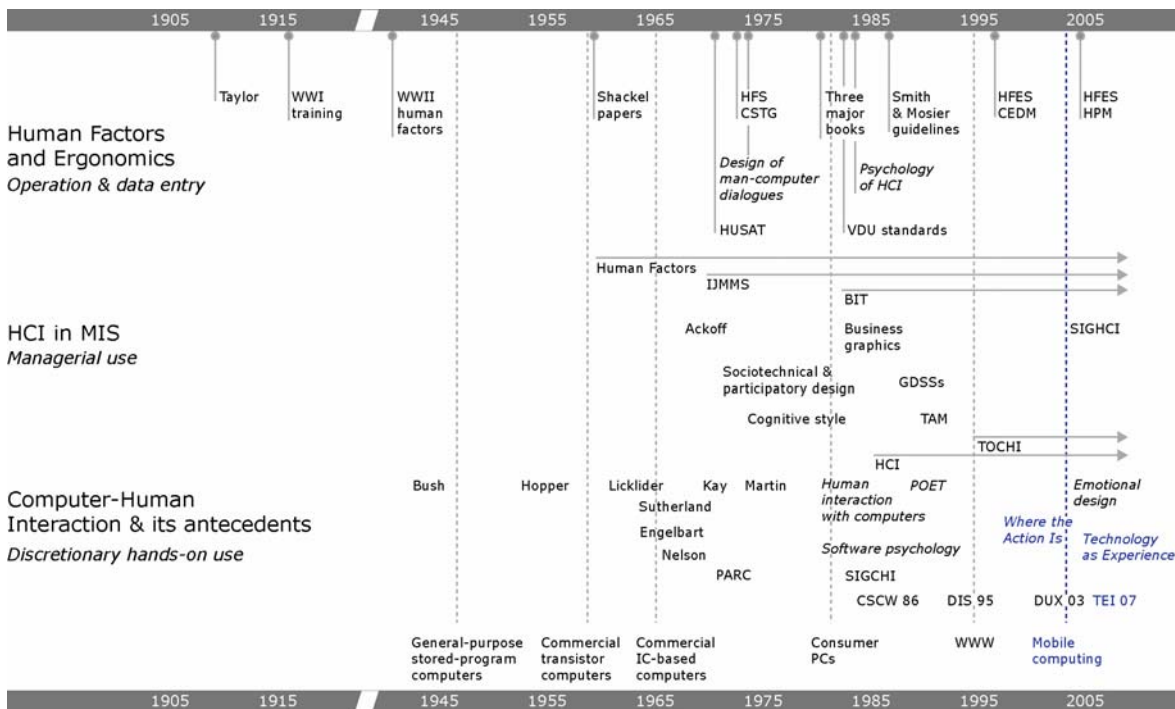 1905 1915 1945 1955 1965 1975 1985 1995 2005
Taylor
WWI
training
WWII
human
factors
Shackel
papers
HFS
CSTG
Three
major
books
Smith
& Mosier
guidelines
HFES
CEDM
HFES
HPM
Human Factors
and Ergonomics
Operation & data entry
Design of
man-computer
dialogues
Psychology
of HCI
HUSAT
VDU standards
Human Factors
IJMMS
BIT
HCI in MIS
Managerial use
Ackoff
Business
graphics
SIGHCI
Sociotechnical &
participatory design
GDSSs
Cognitive style
TAM
TOCHI
HCI
Computer-Human
Interaction & its antecedents
Discretionary hands-on use
Bush
Hopper
Licklider
Kay
Martin
Human
interaction
with computers
POET
Emotional
design
Sutherland
Engelbart
Nelson
PARC
Where the
Action Is
Technology
as Experience
Software psychology
SIGCHI
CSCW 86
DIS 95
DUX 03
TEI 07
General-purpose
stored-program
computers
Commercial
transistor
computers
Commercial
IC-based
computers
Consumer
PCs
WWW
Mobile
computing
1905 1915 1945 1955 1965 1975 1985 1995 2005